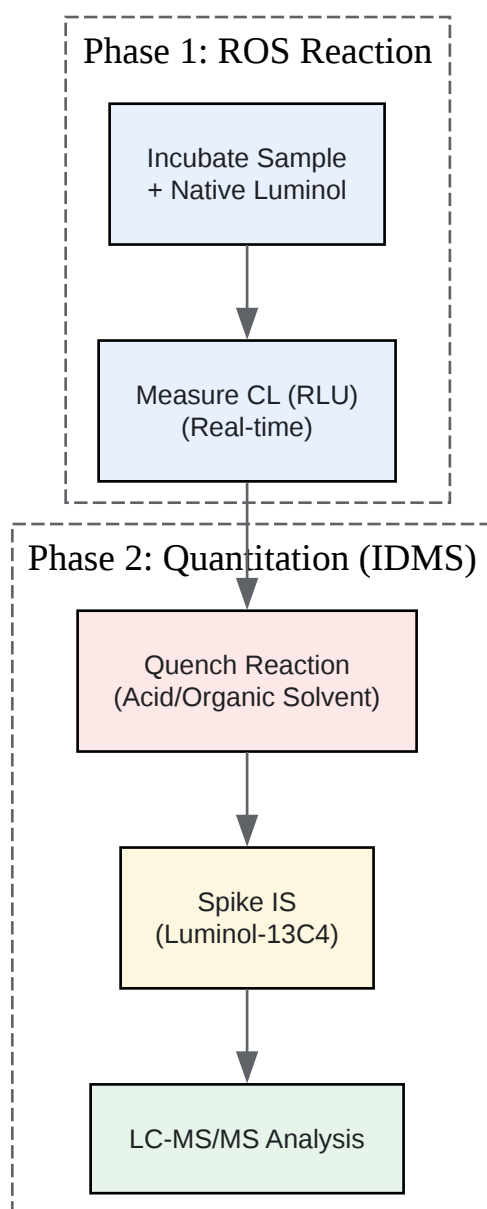 Phase 1: ROS Reaction
Incubate Sample
+ Native Luminol
Measure CL (RLU)
(Real-time)
Phase 2: Quantitation (IDMS)
Quench Reaction
(Acid/Organic Solvent)
Spike IS
(Luminol-13C4)
LC-MS/MS Analysis